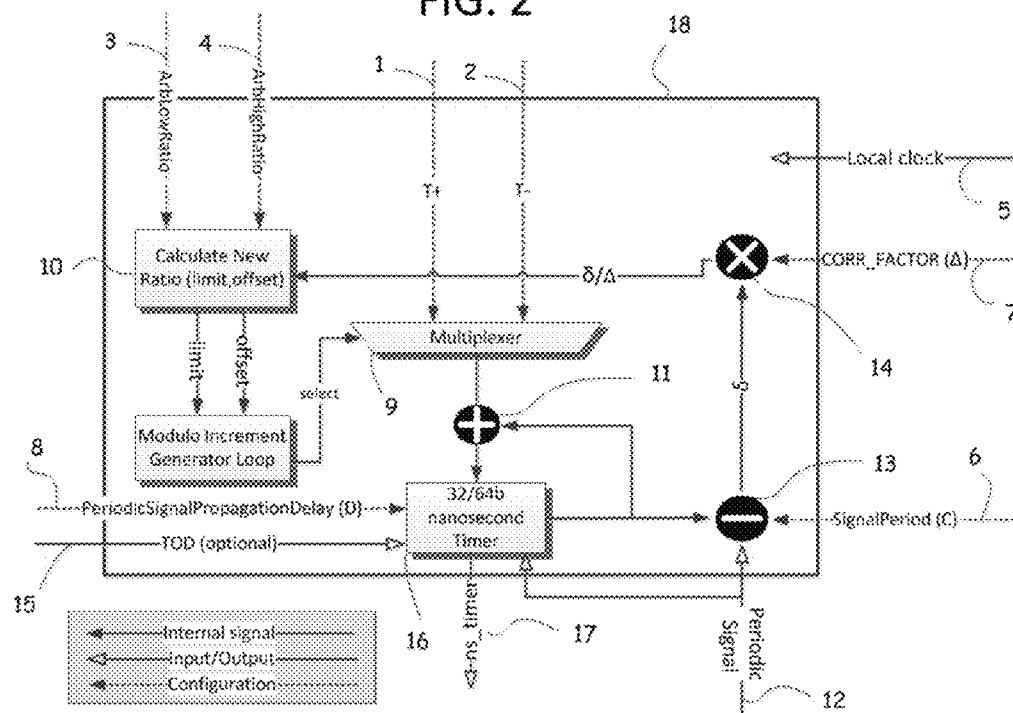 FIG. 2
3
4
1
2
18
ArbLowRatio
ArbHighRatio
T+
T-
Local clock
5
10
Calculate New
Ratio (limit,offset)
δ/Δ
CORR_FACTOR (Δ)
7
14
limit
offset
select
Multiplexer
9
11
δ
8
Modulo Increment
Generator Loop
13
6
PeriodicSignalPropagationDelay (D)
32/64b
nanosecond
Timer
SignalPeriod (C)
TOD (optional)
15
16
ns_timer
17
Periodic
Signal
12
Internal signal
Input/Output
Configuration